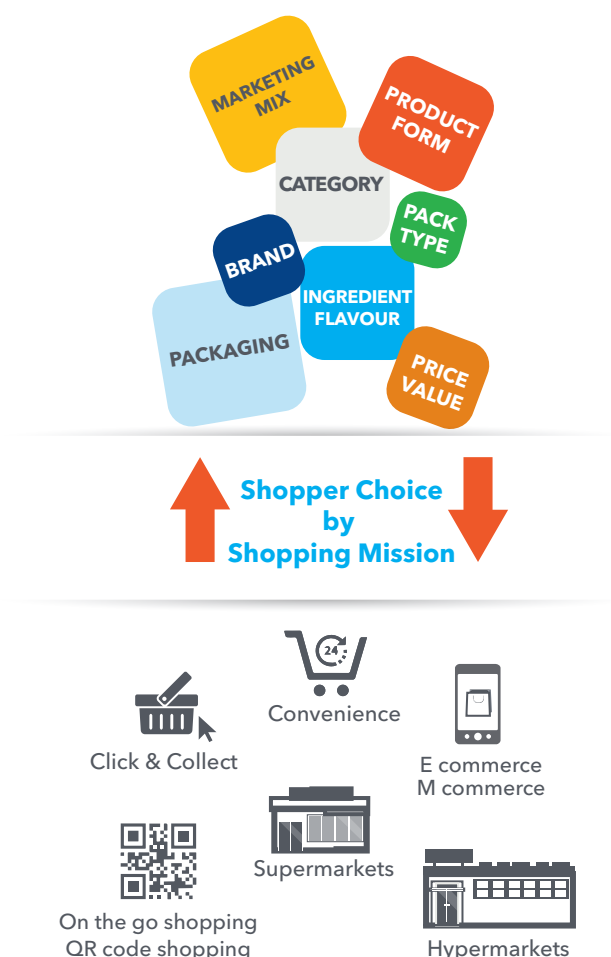 MARKETING
MIX
PRODUCT
FORM
CATEGORY
PACK
TYPE
BRAND
INGREDIENT
FLAVOUR
PACKAGING
PRICE
VALUE
Shopper Choice
by
Shopping Mission
24
Convenience
Click & Collect
E commerce
M commerce
Supermarkets
On the go shopping
QR code shopping
Hypermarkets